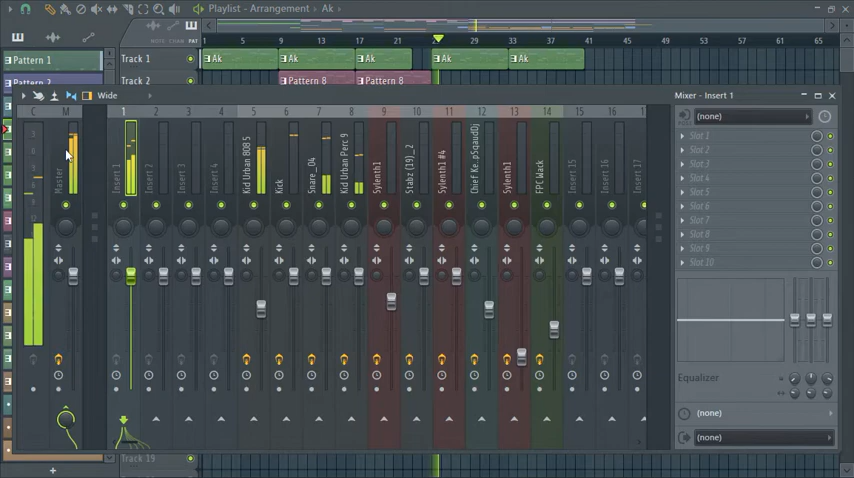 Playlist - Arrangement › Ak ›
NOTE CHAN PAT
1 5 9 13 17 21 25 29 33 37 41 45 49 53 57 61 65
Pattern 1
Pattern 2
Track 1
Ak
Ak
Ak
Ak
Ak
Track 2
Pattern 8
Pattern 8
Wide
Mixer - Insert 1
C M 1 2 3 4 5 6 7 8 9 10 11 12 13 14 15 16 17
Master
Insert 1
Insert 2
Insert 3
Insert 4
Kid Urban 808 5
Kick
Snare_04
Kid Urban Perc 9
Sylenth1
Stabz (19)_2
Sylenth1 #4
Chief Ke..pSqaudDj
Sylenth1
FPC Wack
Insert 15
Insert 16
Insert 17
(none)
Slot 1
Slot 2
Slot 3
Slot 4
Slot 5
Slot 6
Slot 7
Slot 8
Slot 9
Slot 10
Equalizer
(none)
(none)
Track 19